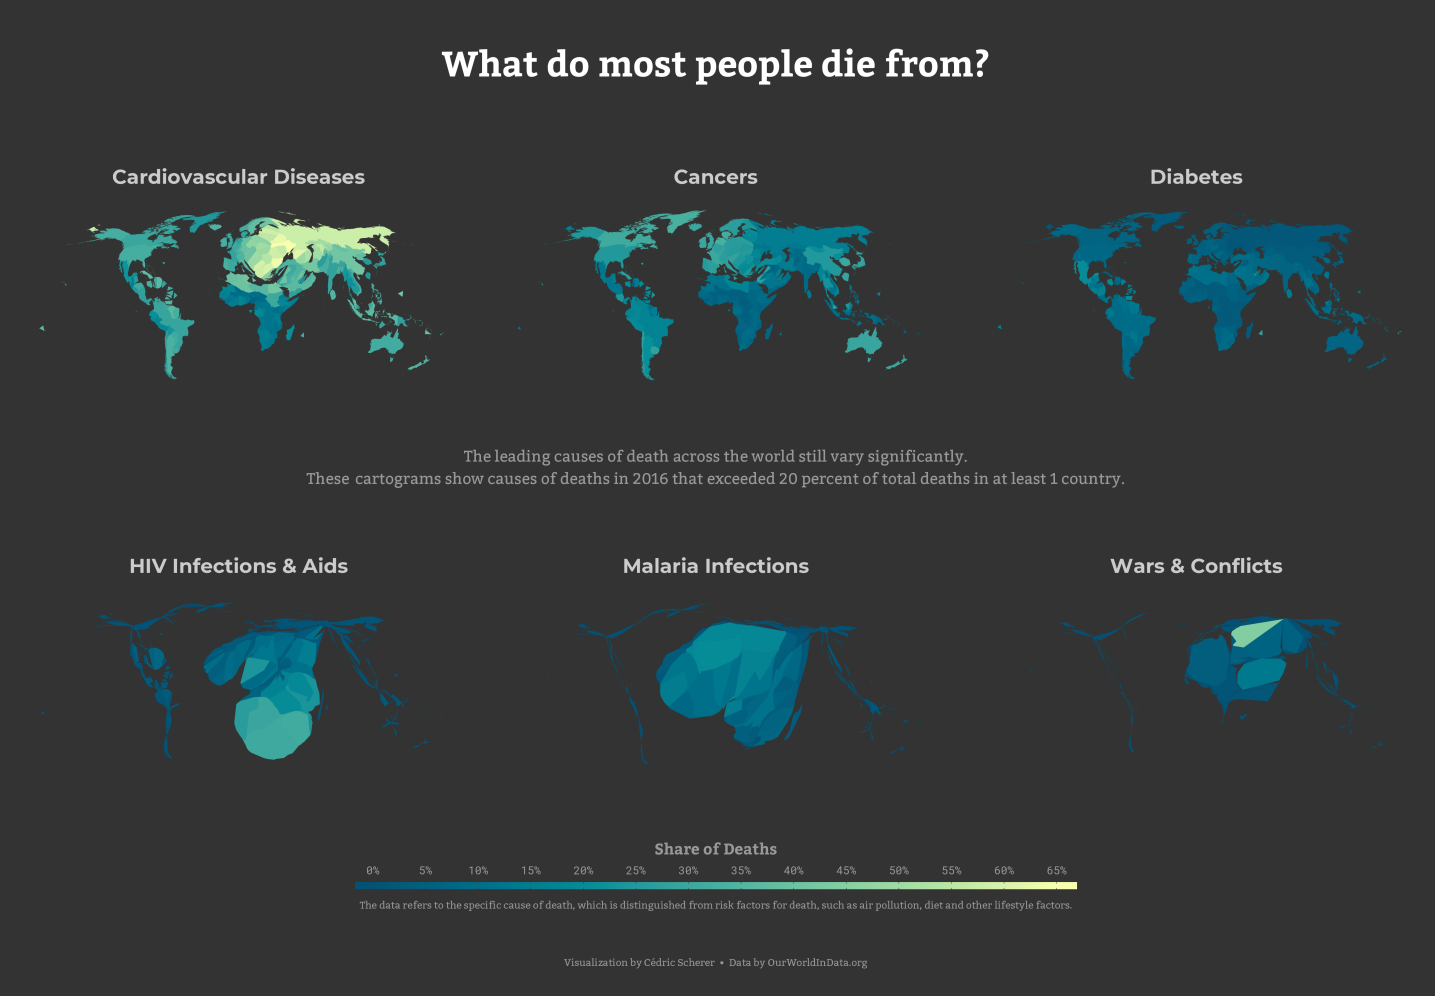 What do most people die from?
Cardiovascular Diseases
Cancers
Diabetes
The leading causes of death across the world still vary significantly.
These cartograms show causes of deaths in 2016 that exceeded 20 percent of total deaths in at least 1 country.
HIV Infections & Aids
Malaria Infections
Wars & Conflicts
Share of Deaths
0% 5% 10% 15% 20% 25% 30% 35% 40% 45% 50% 55% 60% 65%
The data refers to the specific cause of death, which is distinguished from risk factors for death, such as air pollution, diet and other lifestyle factors.
Visualization by Cédric Scherer • Data by OurWorldInData.org